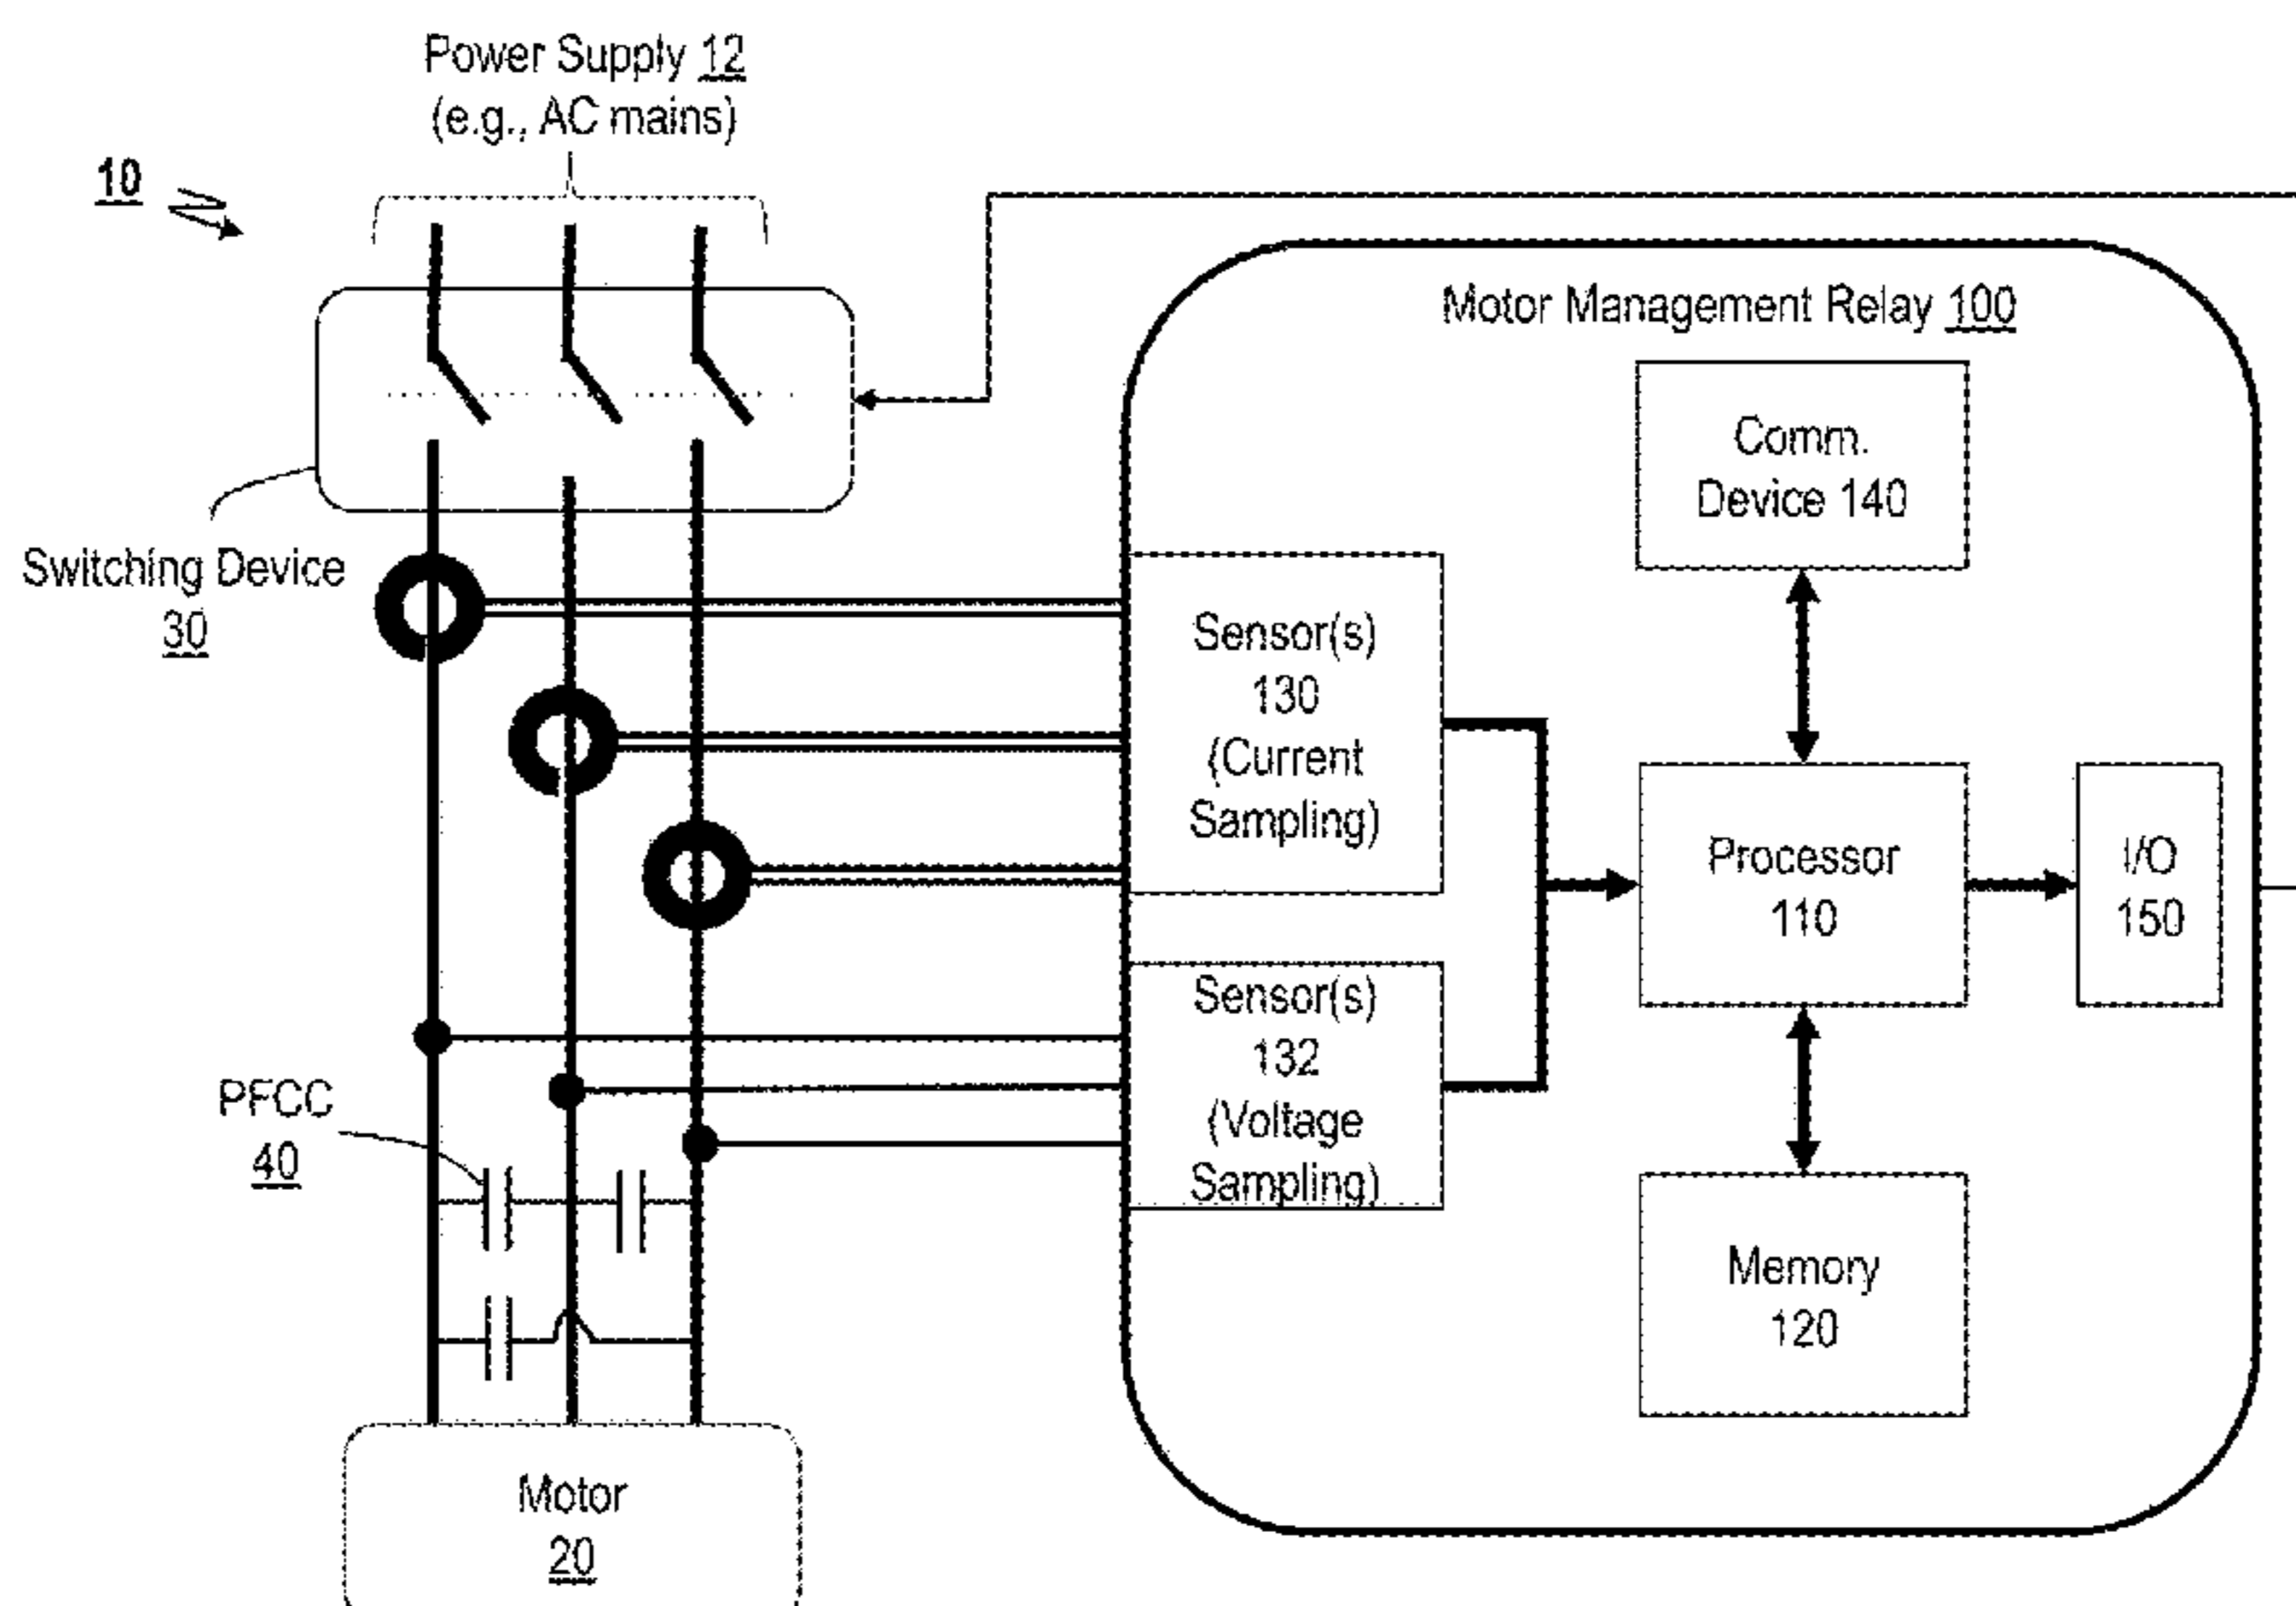 Power Supply 12
(e.g., AC mains)
10
Motor Management Relay 100
Comm.
Device 140
Switching Device
30
Sensor(s)
130
(Current
Sampling)
Processor
110
I/O
150
Sensor(s)
132
(Voltage
Sampling)
PFCC
40
Memory
120
Motor
20